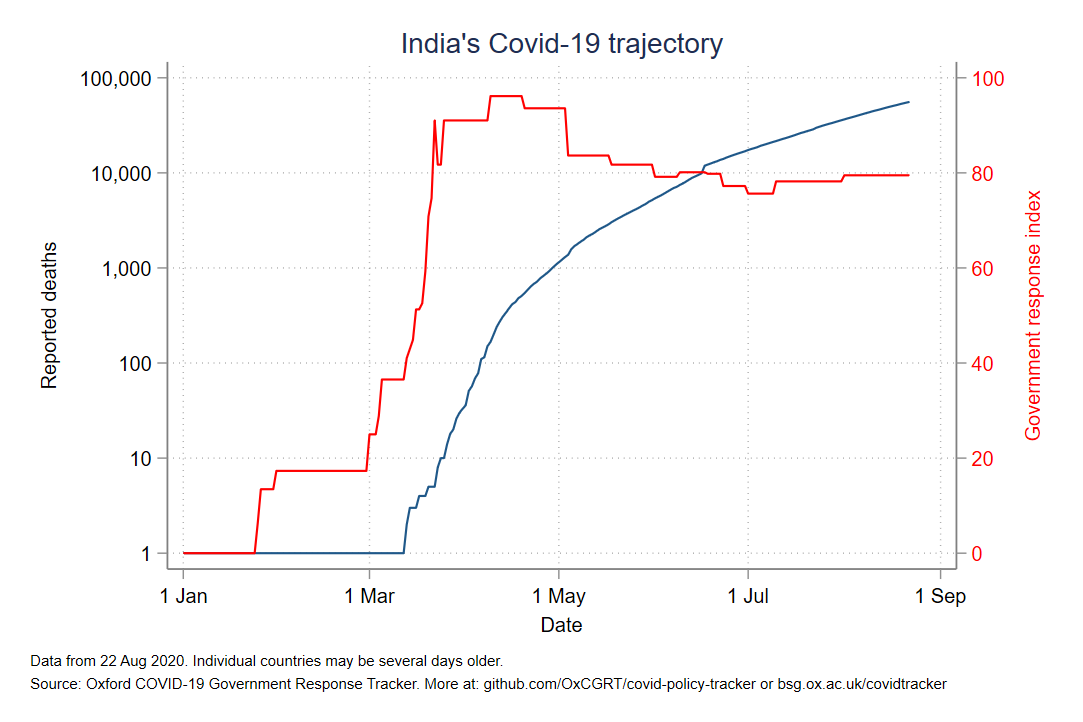 India's Covid-19 trajectory
100,000
10,000
1,000
100
10
1
Reported deaths
100
80
60
40
20
0
Government response index
1 Jan
1 Mar
1 May
1 Jul
1 Sep
Date
Data from 22 Aug 2020. Individual countries may be several days older.
Source: Oxford COVID-19 Government Response Tracker. More at: github.com/OxCGRT/covid-policy-tracker or bsg.ox.ac.uk/covidtracker